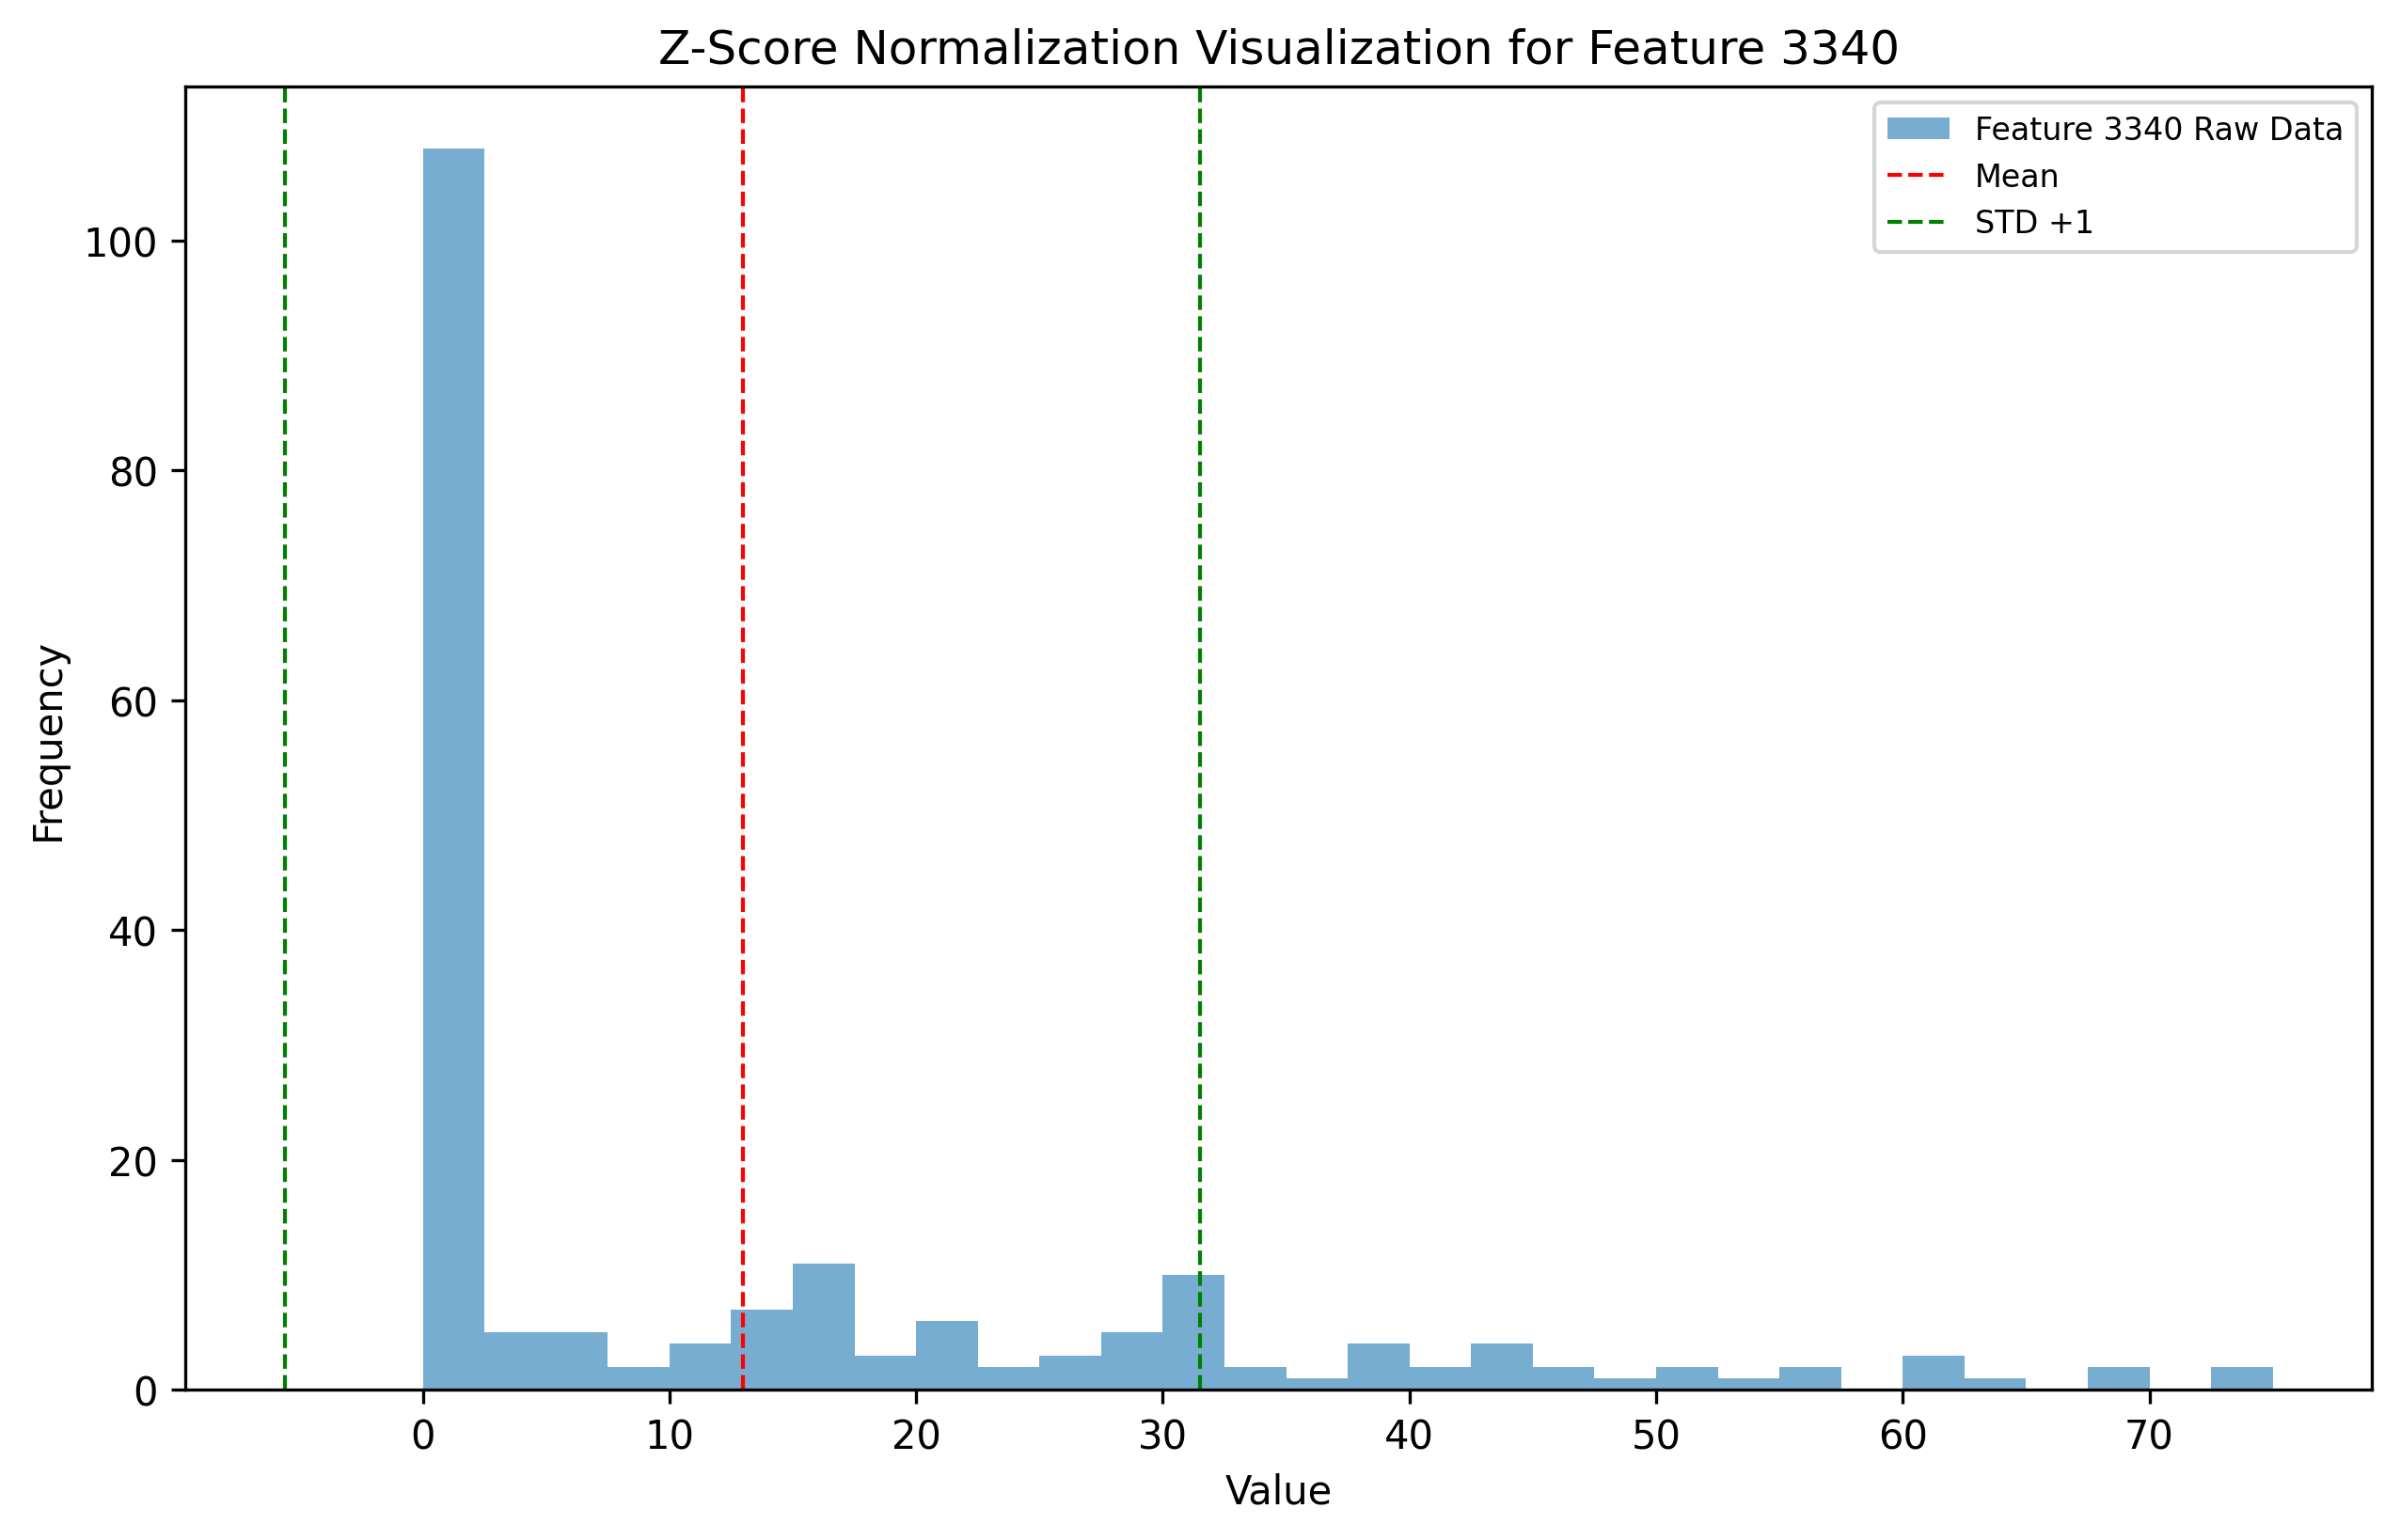 Z-Score Normalization Visualization for Feature 3340
Feature 3340 Raw Data
Mean
STD +1
100
80
60
40
20
0
Frequency
0 10 20 30 40 50 60 70
Value